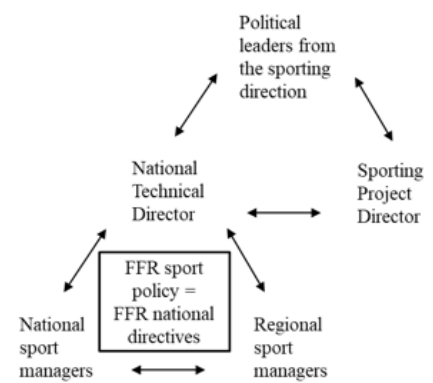 Political
leaders from
the sporting
direction
National
Technical
Director
Sporting
Project
Director
FFR sport
policy =
FFR national
directives
National
sport
managers
Regional
sport
managers